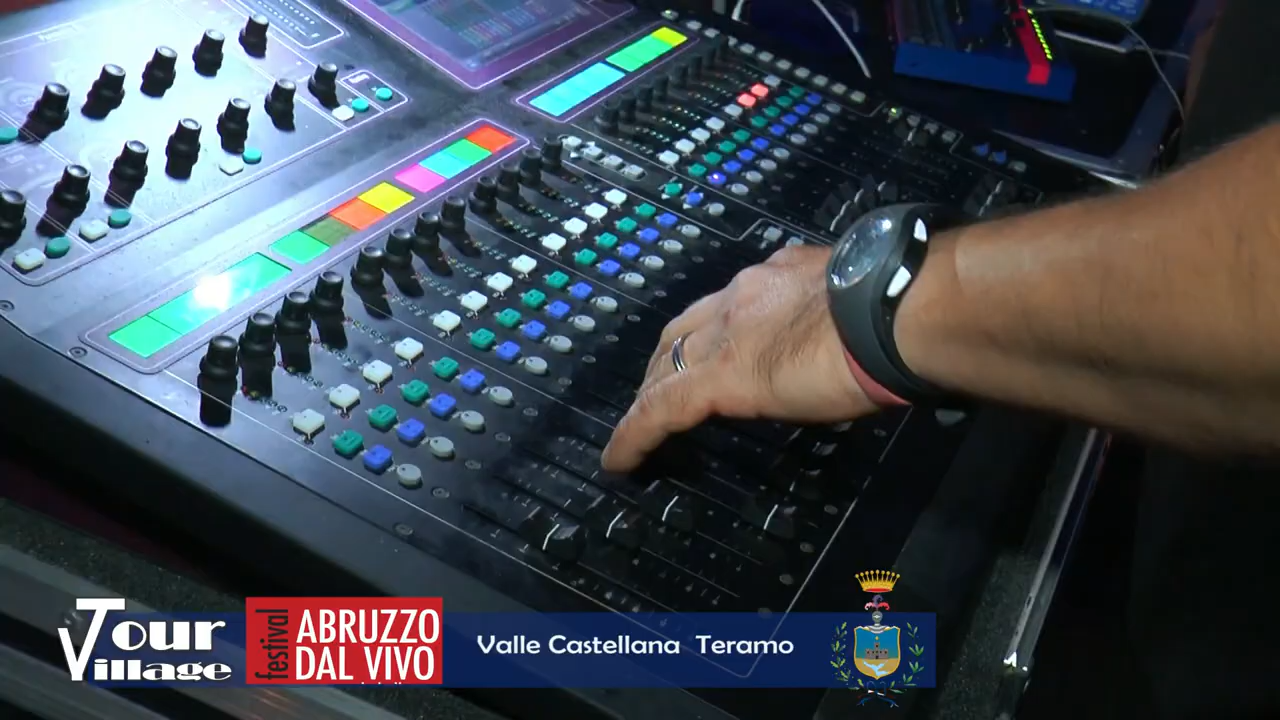 Tour Village
festival
ABRUZZO
DAL VIVO
Valle Castellana Teramo